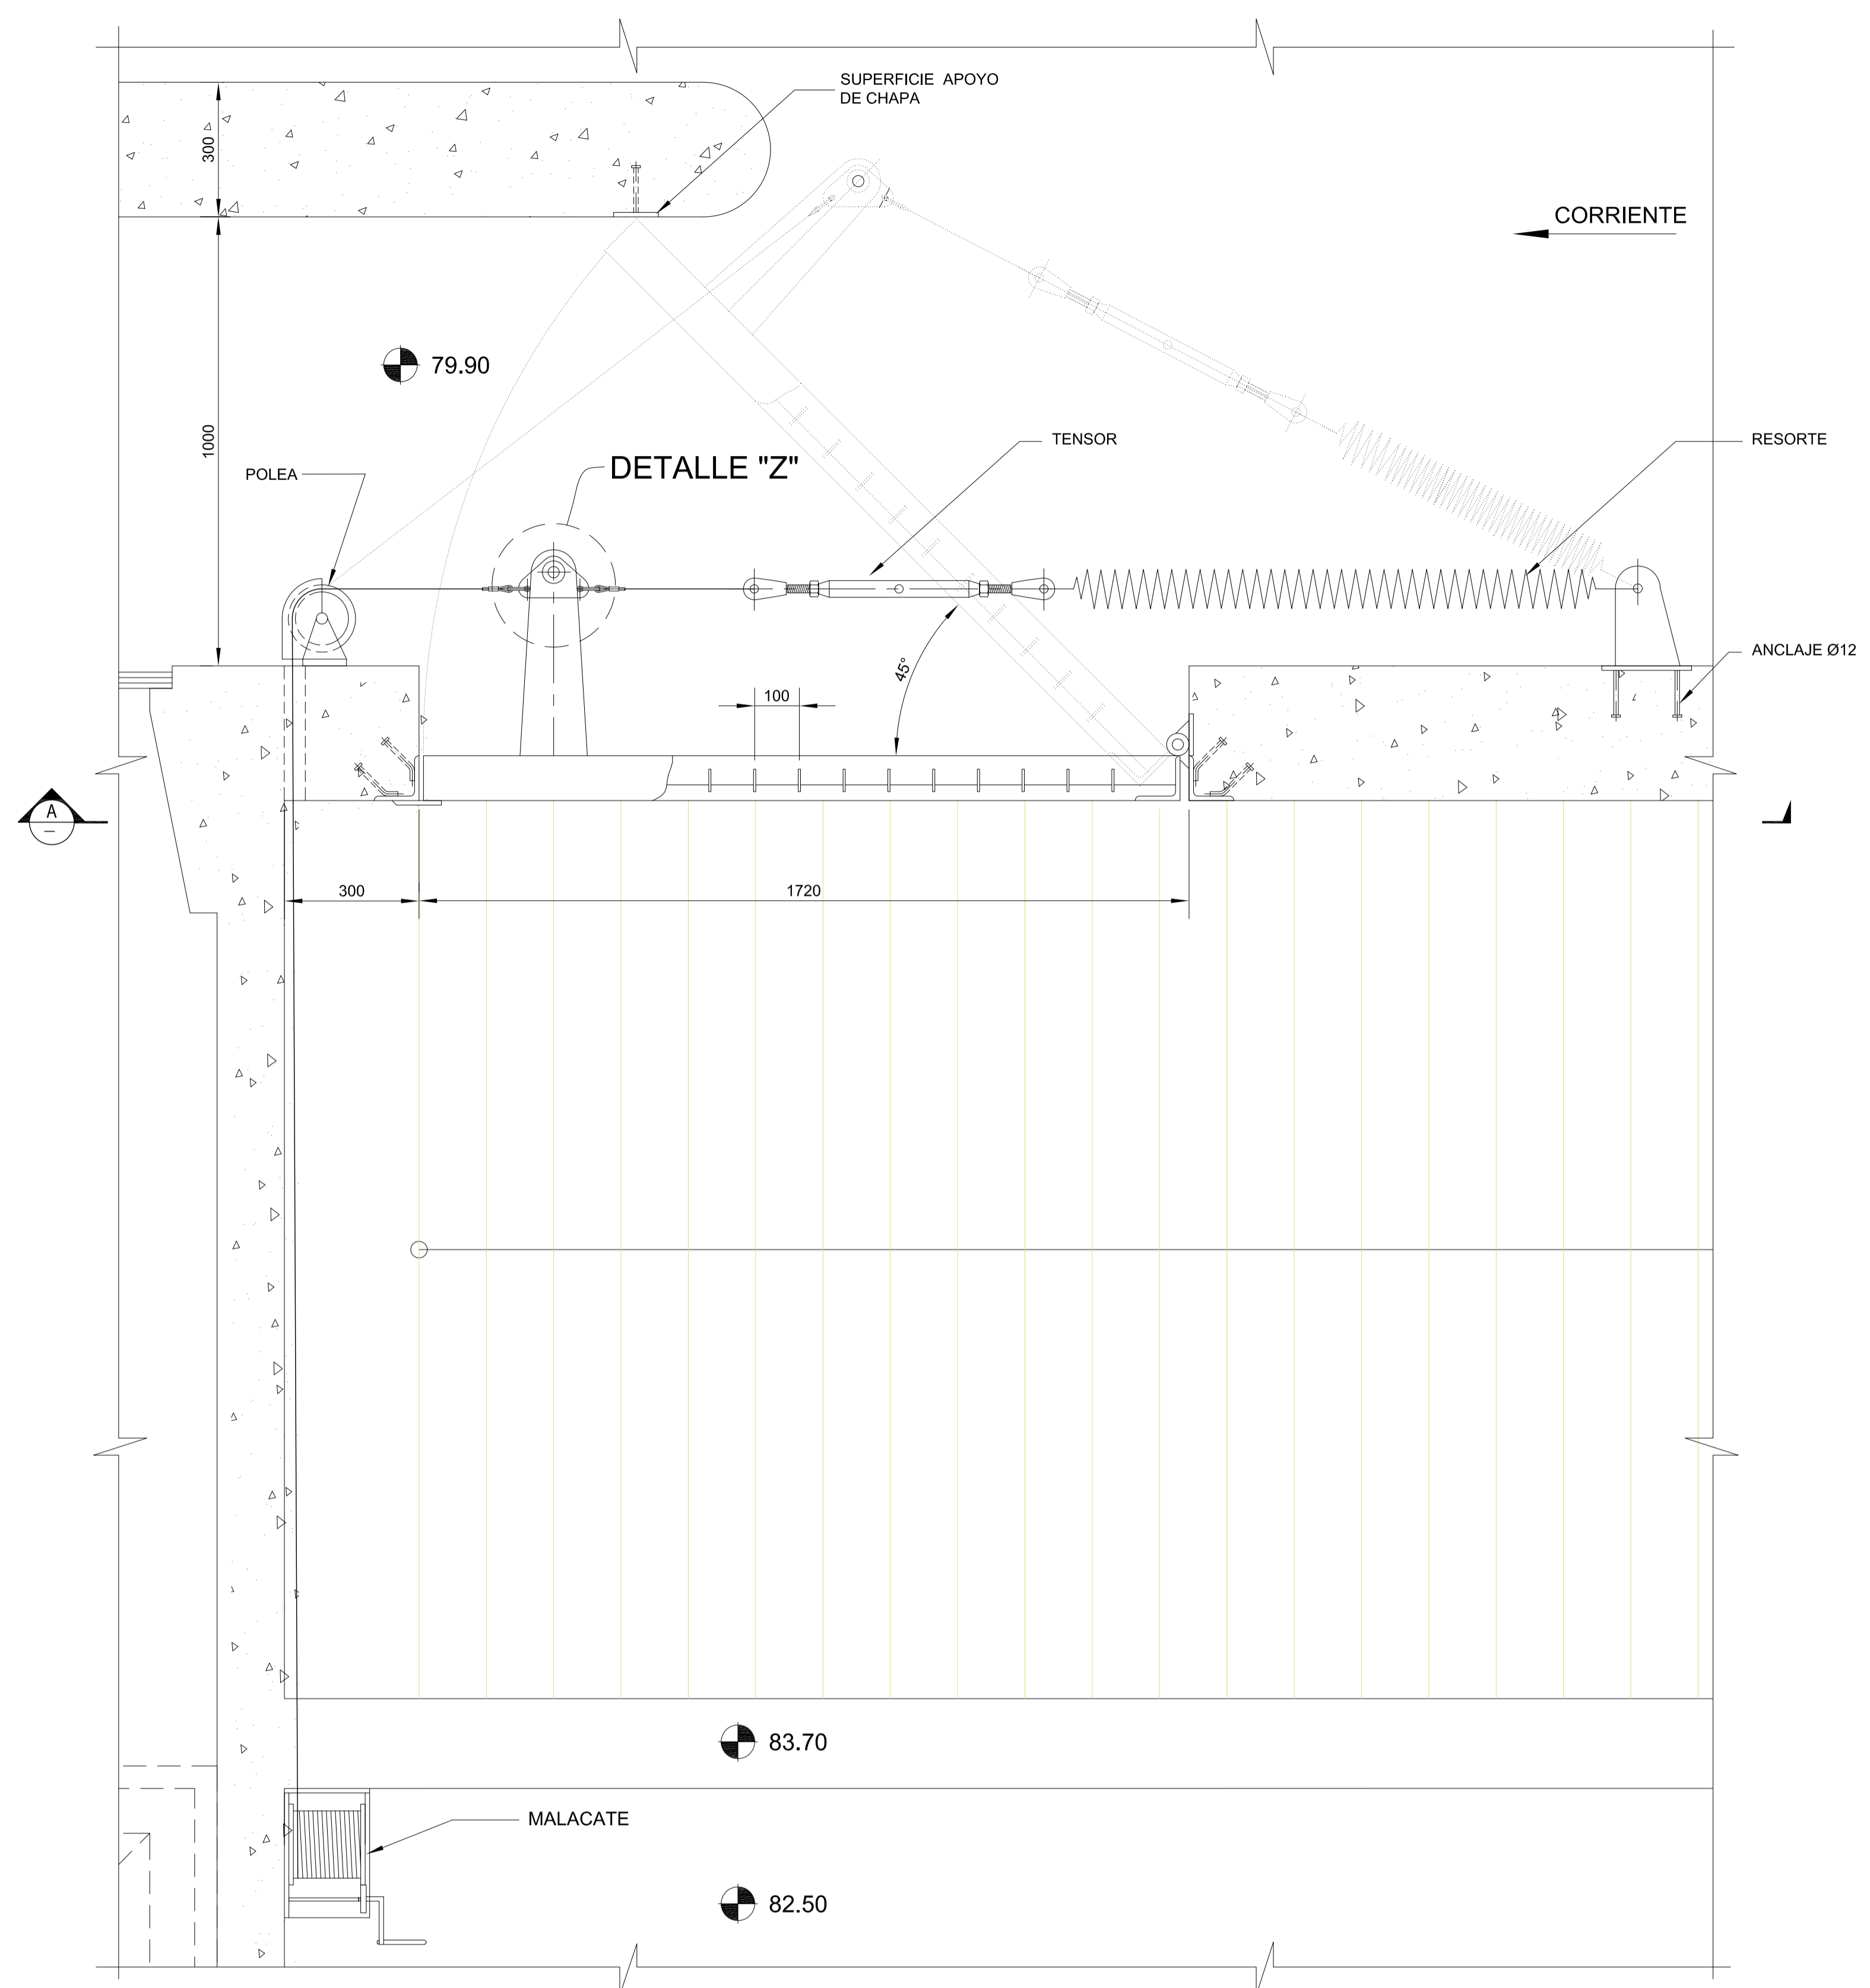 SUPERFICIE APOYO
DE CHAPA
300
CORRIENTE
79.90
1000
TENSOR
RESORTE
POLEA
DETALLE "Z"
ANCLAJE Ø12
45°
100
A
300
1720
83.70
MALACATE
82.50